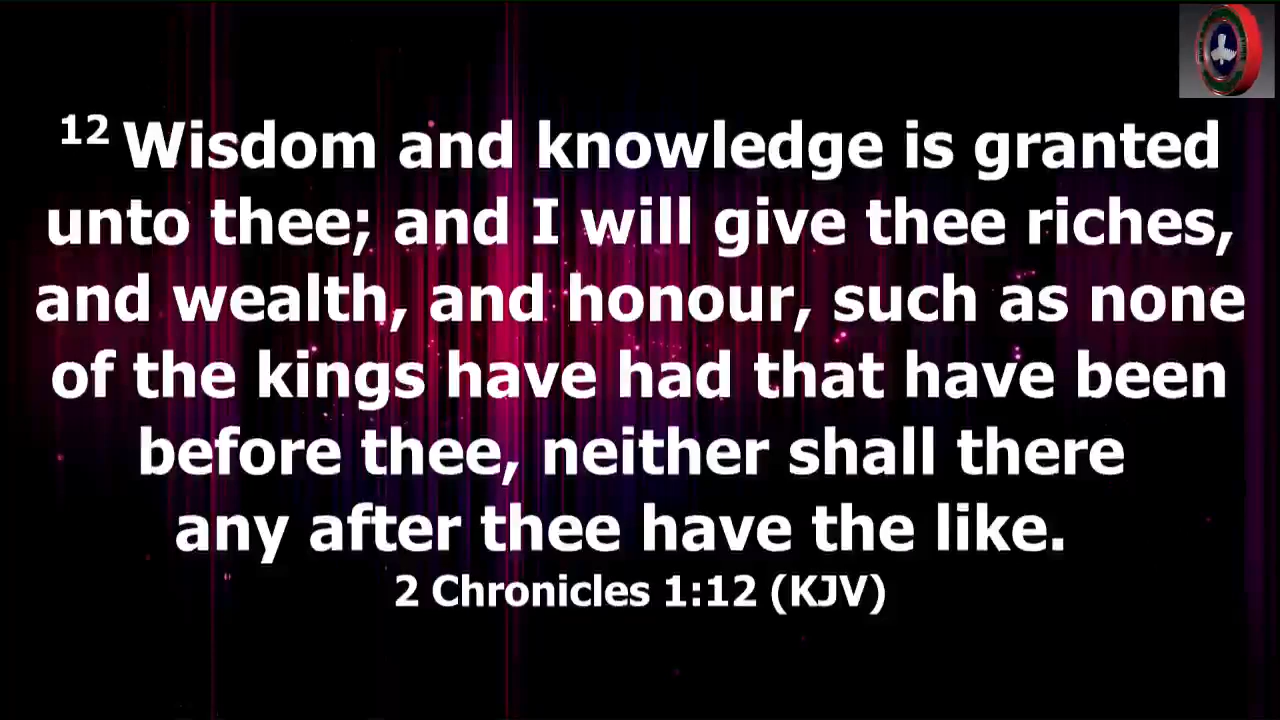 12 Wisdom and knowledge is granted
unto thee; and I will give thee riches,
and wealth, and honour, such as none
of the kings have had that have been
before thee, neither shall there
any after thee have the like.
2 Chronicles 1:12 (KJV)